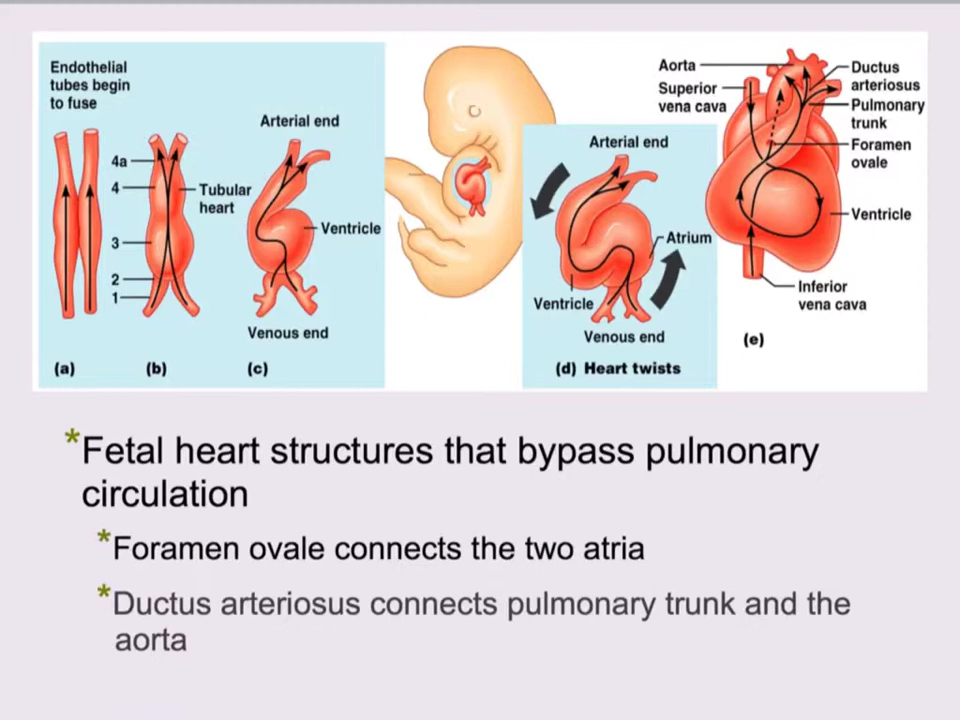 Endothelial
tubes begin
to fuse
4a
4
3
2
1
Tubular
heart
(a)
(b)
Arterial end
Ventricle
Venous end
(c)
Arterial end
Atrium
Ventricle
Venous end
(d) Heart twists
Aorta
Superior
vena cava
Ductus
arteriosus
Pulmonary
trunk
Foramen
ovale
Ventricle
Inferior
vena cava
(e)
*Fetal heart structures that bypass pulmonary
circulation
*Foramen ovale connects the two atria
*Ductus arteriosus connects pulmonary trunk and the
aorta